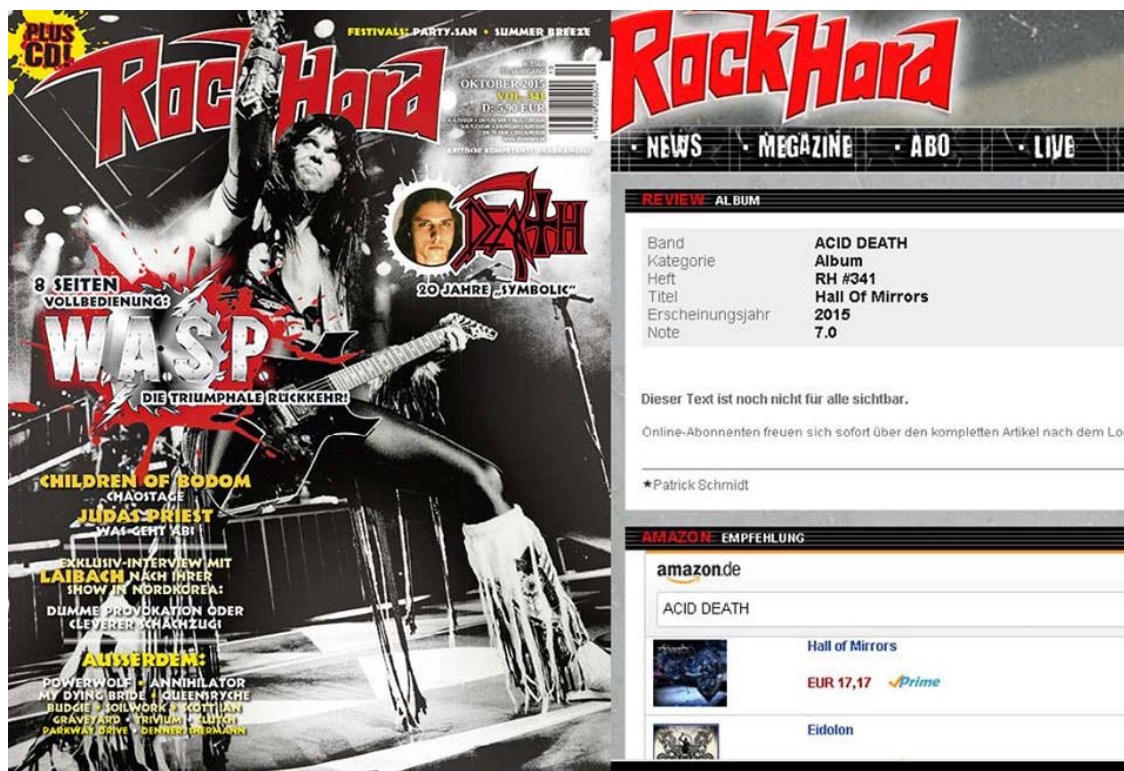 PLUS
CD!
FESTIVALS: PARTY.SAN • SUMMER BREEZE
RockHard
OKTOBER 2015
VOL. 341
D: 5,90 EUR
DEATH
20 JAHRE „SYMBOLIC“
8 SEITEN
VOLLBEDIENUNG:
W.A.S.P.
DIE TRIUMPHALE RÜCKKEHR!
CHILDREN OF BODOM
CHAOSTAGE
JUDAS PRIEST
WAS GEHT AB?
EXKLUSIV-INTERVIEW MIT
LAIBACH NACH IHRER
SHOW IN NORDKOREA:
DUMME PROVOKATION ODER
CLEVERER SCHACHZUG?
AUSSERDEM:
POWERWOLF • ANNIHILATOR
MY DYING BRIDE • QUEENSRYCHE
BUDGIE • SOILWORK • SCOTT IAN
GRAVEYARD • TRIVIUM • CLUTCH
PARKWAY DRIVE • DENNER/SHERMANN
RockHard
• NEWS • MEGAZINE • ABO • LIVE
REVIEW ALBUM
Band ACID DEATH
Kategorie Album
Heft RH #341
Titel Hall Of Mirrors
Erscheinungsjahr 2015
Note 7.0
Dieser Text ist noch nicht für alle sichtbar.
Online-Abonnenten freuen sich sofort über den kompletten Artikel nach dem Lo
★Patrick Schmidt
AMAZON EMPFEHLUNG
amazon.de
ACID DEATH
Hall of Mirrors
EUR 17,17 Prime
Eidolon